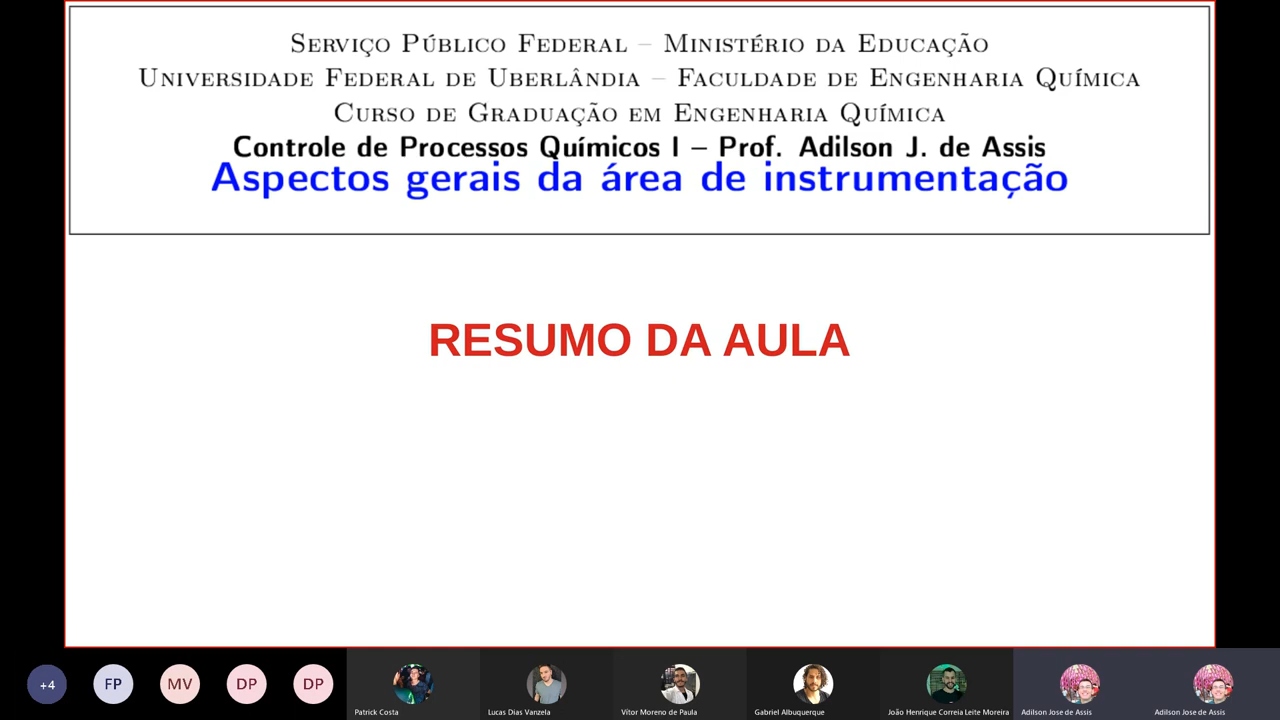 Serviço Público Federal – Ministério da Educação
Universidade Federal de Uberlândia – Faculdade de Engenharia Química
Curso de Graduação em Engenharia Química
Controle de Processos Químicos I – Prof. Adilson J. de Assis
Aspectos gerais da área de instrumentação
RESUMO DA AULA
+4
FP
MV
DP
DP
Patrick Costa
Lucas Dias Vanzela
Vítor Moreno de Paula
Gabriel Albuquerque
João Henrique Correia Leite Moreira
Adilson Jose de Assis
Adilson Jose de Assis